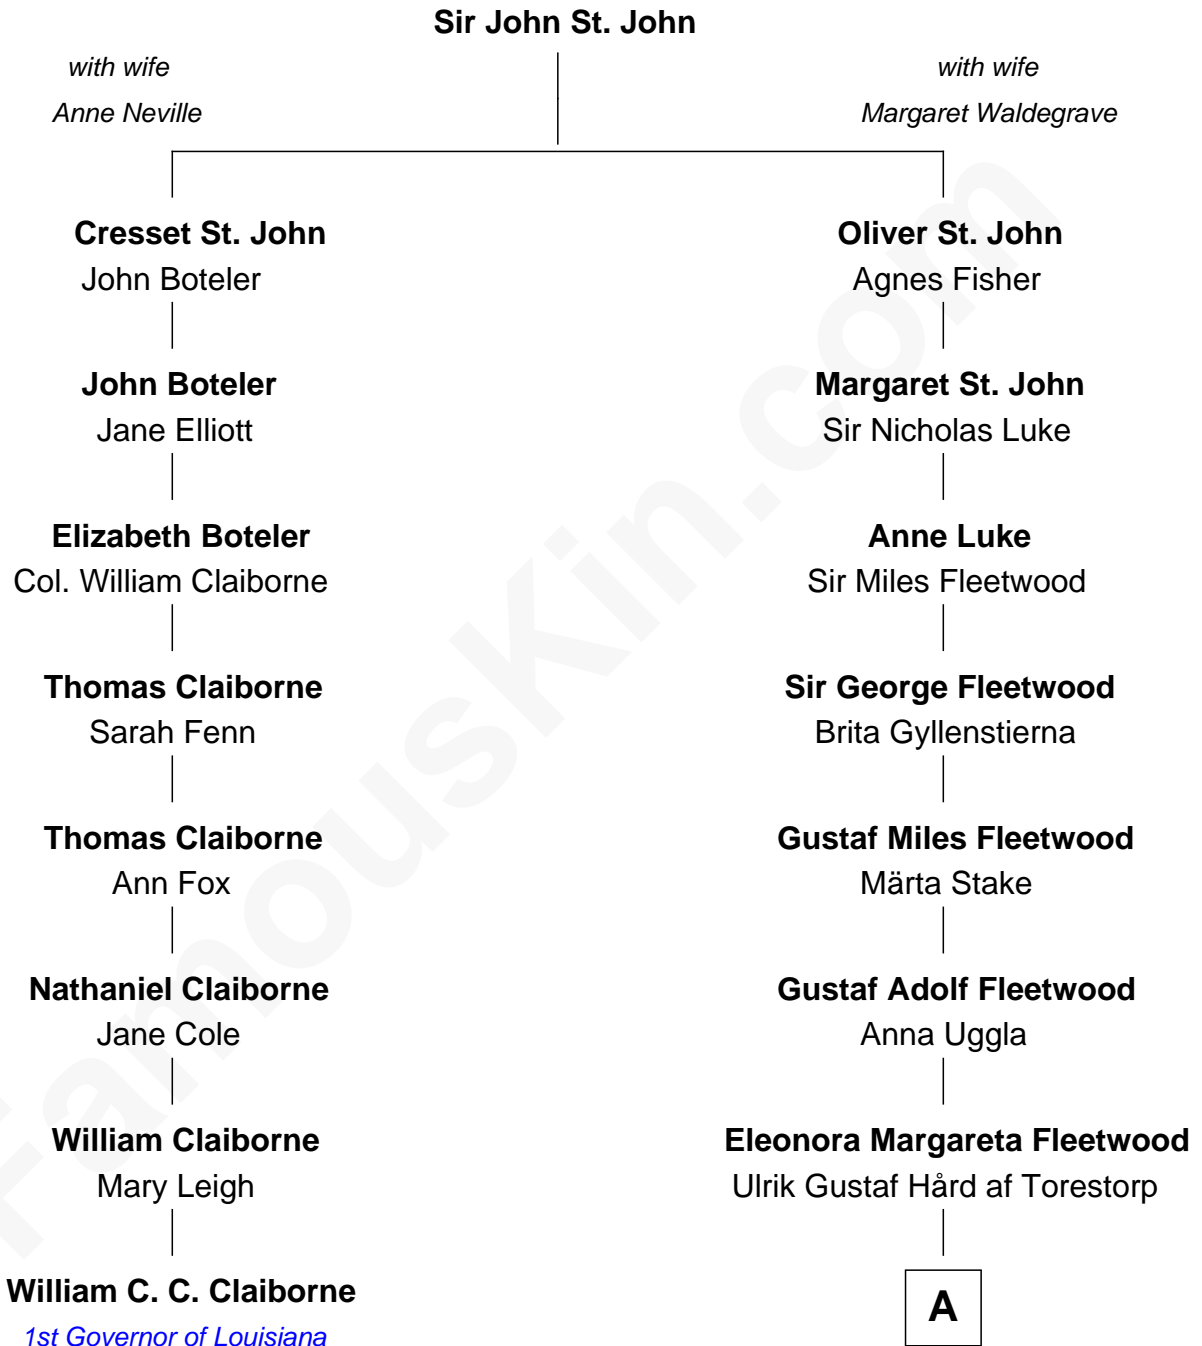 Sir John St. John
with wife
Anne Neville
with wife
Margaret Waldegrave
Cresset St. John
John Boteler
John Boteler
Jane Elliott
Elizabeth Boteler
Col. William Claiborne
Thomas Claiborne
Sarah Fenn
Thomas Claiborne
Ann Fox
Nathaniel Claiborne
Jane Cole
William Claiborne
Mary Leigh
William C. C. Claiborne
1st Governor of Louisiana
Oliver St. John
Agnes Fisher
Margaret St. John
Sir Nicholas Luke
Anne Luke
Sir Miles Fleetwood
Sir George Fleetwood
Brita Gyllenstierna
Gustaf Miles Fleetwood
Märta Stake
Gustaf Adolf Fleetwood
Anna Uggla
Eleonora Margareta Fleetwood
Ulrik Gustaf Hård af Torestorp
A
FamousKin.com